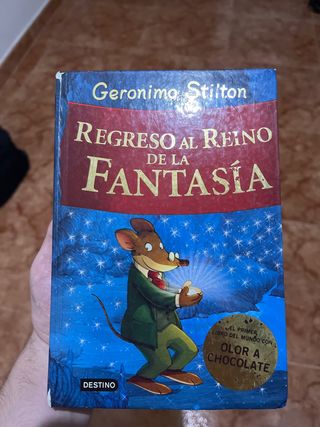 Geronimo Stilton
REGRESO AL REINO
DE LA
FANTASÍA
¡EL PRIMER
LIBRO DEL MUNDO CON
OLOR A
CHOCOLATE!
DESTINO